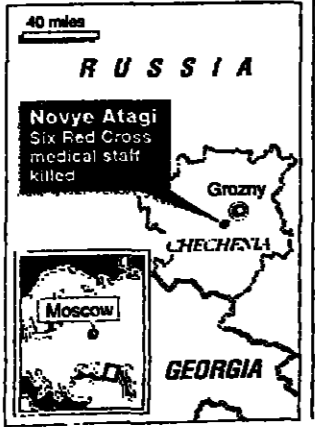 40 miles
RUSSIA
Novye Atagi
Six Red Cross
medical staff
killed
Grozny
CHECHENIA
Moscow
GEORGIA